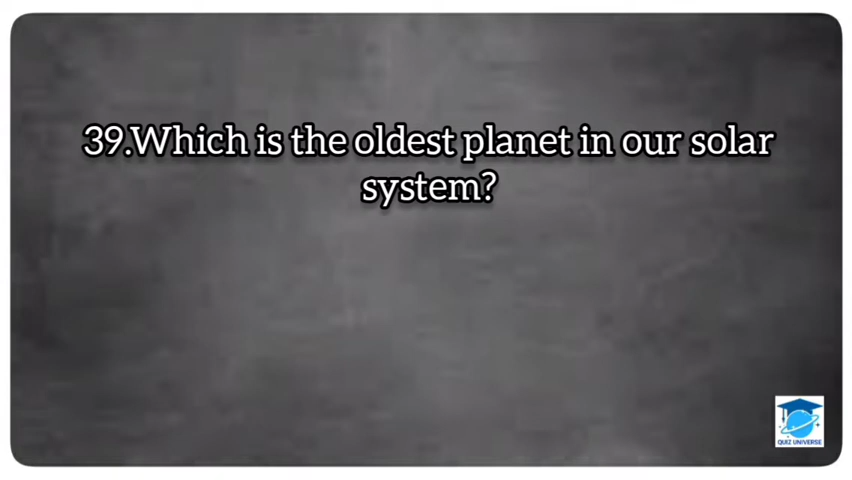 39.Which is the oldest planet in our solar
system?
QUIZ UNIVERSE